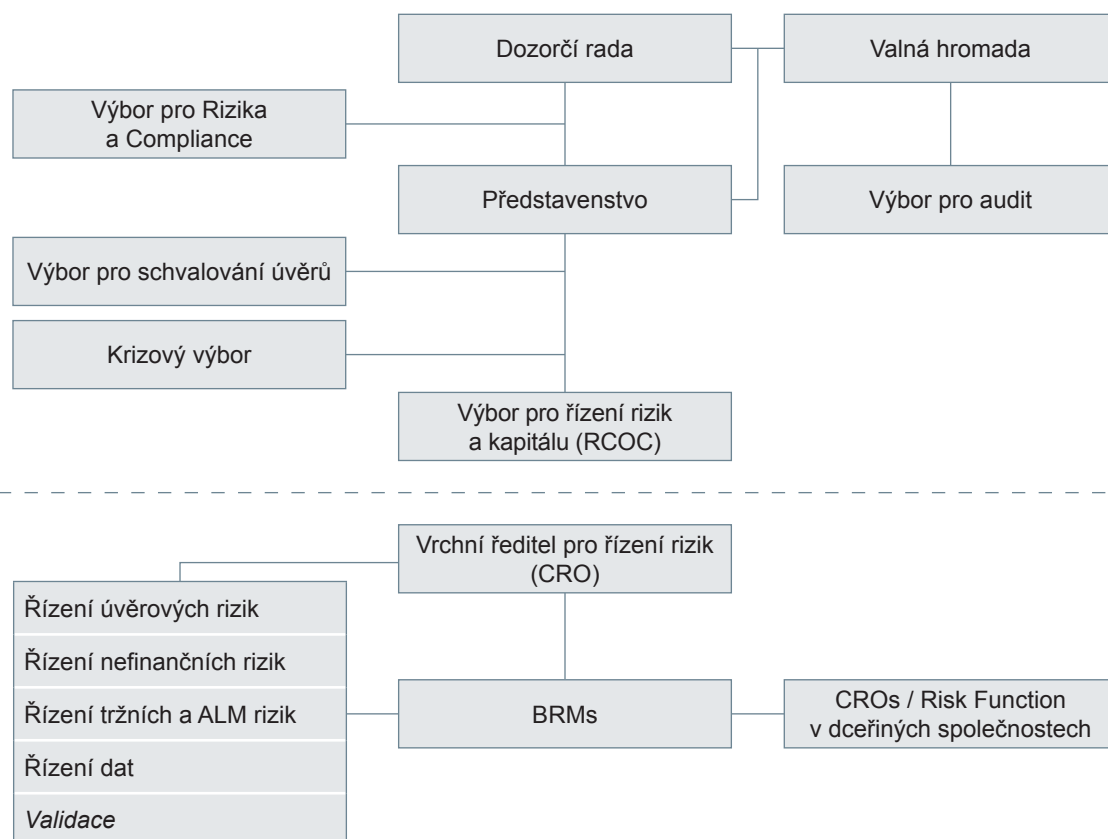 Dozorčí rada
Valná hromada
Výbor pro Rizika
a Compliance
Představenstvo
Výbor pro audit
Výbor pro schvalování úvěrů
Krizový výbor
Výbor pro řízení rizik
a kapitálu (RCOC)
Vrchní ředitel pro řízení rizik
(CRO)
Řízení úvěrových rizik
Řízení nefinančních rizik
Řízení tržních a ALM rizik
Řízení dat
Validace
BRMs
CROs / Risk Function
v dceřiných společnostech